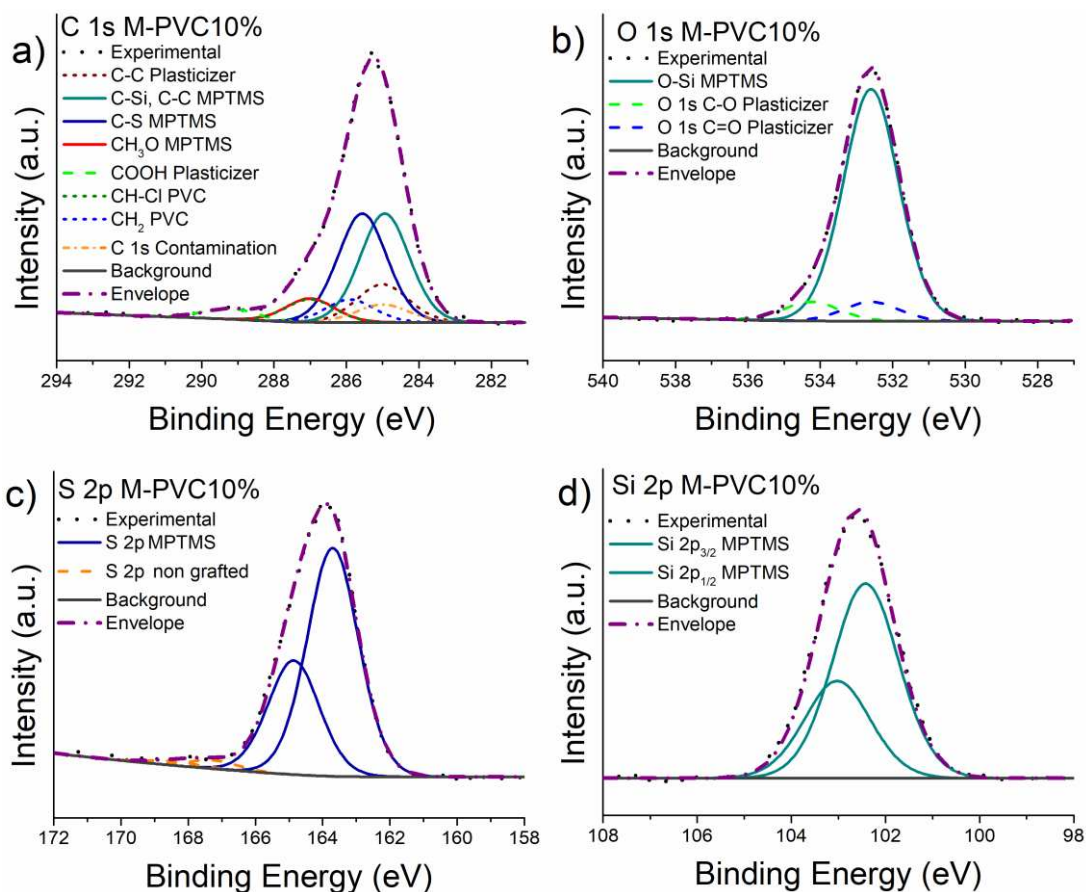 a)
C 1s M-PVC10%
Experimental
C-C Plasticizer
C-Si, C-C MPTMS
C-S MPTMS
CH₃O MPTMS
COOH Plasticizer
CH-Cl PVC
CH₂ PVC
C 1s Contamination
Background
Envelope
Intensity (a.u.)
294 292 290 288 286 284 282
Binding Energy (eV)
b)
O 1s M-PVC10%
Experimental
O-Si MPTMS
O 1s C-O Plasticizer
O 1s C=O Plasticizer
Background
Envelope
Intensity (a.u.)
540 538 536 534 532 530 528
Binding Energy (eV)
c)
S 2p M-PVC10%
Experimental
S 2p MPTMS
S 2p non grafted
Background
Envelope
Intensity (a.u.)
172 170 168 166 164 162 160 158
Binding Energy (eV)
d)
Si 2p M-PVC10%
Experimental
Si 2p₃/₂ MPTMS
Si 2p₁/₂ MPTMS
Background
Envelope
Intensity (a.u.)
108 106 104 102 100 98
Binding Energy (eV)